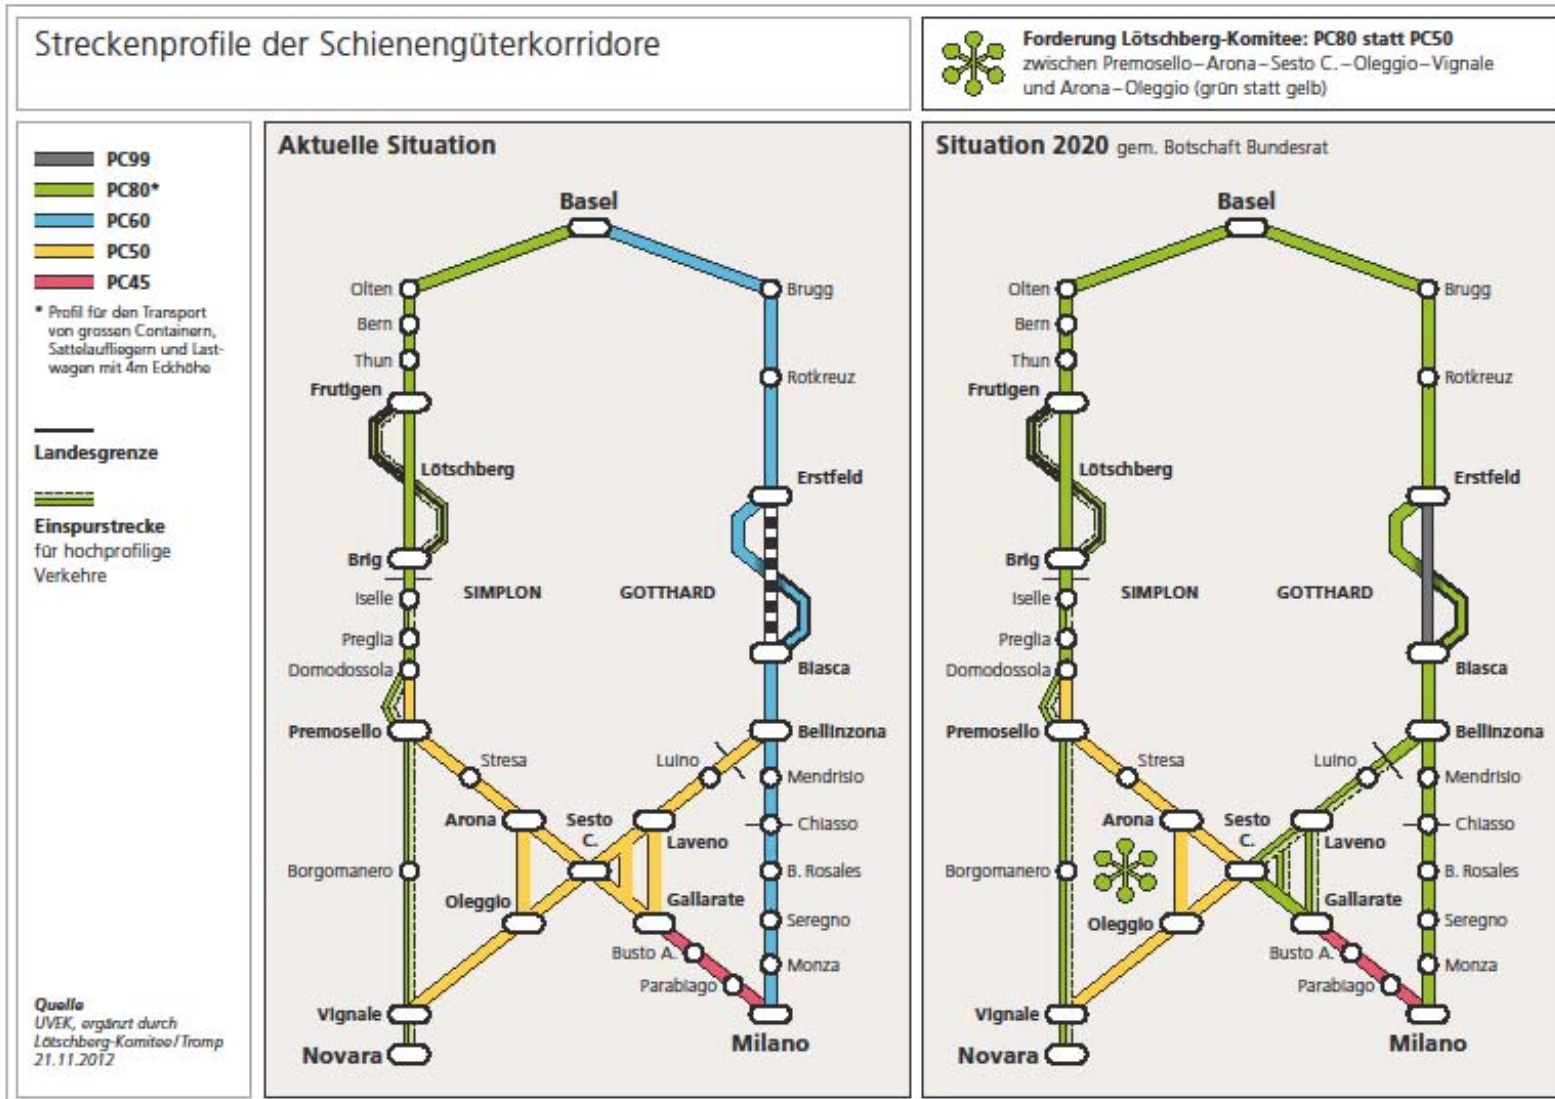 Streckenprofile der Schienengüterkorridore
Forderung Lötschberg-Komitee: PC80 statt PC50
zwischen Premosello–Arona–Sesto C.–Oleggio–Vignale
und Arona–Oleggio (grün statt gelb)
PC99
PC80*
PC60
PC50
PC45
* Profil für den Transport
von grossen Containern,
Sattelaufliegern und Last-
wagen mit 4m Eckhöhe
Landesgrenze
Einspurstrecke
für hochprofilige
Verkehre
Quelle
UVEK, ergänzt durch
Lötschberg-Komitee/Tromp
21.11.2012
Aktuelle Situation
Basel
Olten
Brugg
Bern
Thun
Rotkreuz
Frutigen
Lötschberg
Erstfeld
Brig
SIMPLON
GOTTHARD
Iselle
Preglia
Domodossola
Biasca
Premosello
Bellinzona
Stresa
Luino
Mendrisio
Arona
Sesto
C.
Chiasso
Laveno
Borgomanero
B. Rosales
Oleggio
Gallarate
Seregno
Busto A.
Monza
Parabiago
Vignale
Milano
Novara
Situation 2020 gem. Botschaft Bundesrat
Basel
Olten
Brugg
Bern
Thun
Rotkreuz
Frutigen
Lötschberg
Erstfeld
Brig
SIMPLON
GOTTHARD
Iselle
Preglia
Domodossola
Biasca
Premosello
Bellinzona
Stresa
Luino
Mendrisio
Arona
Sesto
C.
Chiasso
Laveno
Borgomanero
B. Rosales
Oleggio
Gallarate
Seregno
Busto A.
Monza
Parabiago
Vignale
Milano
Novara